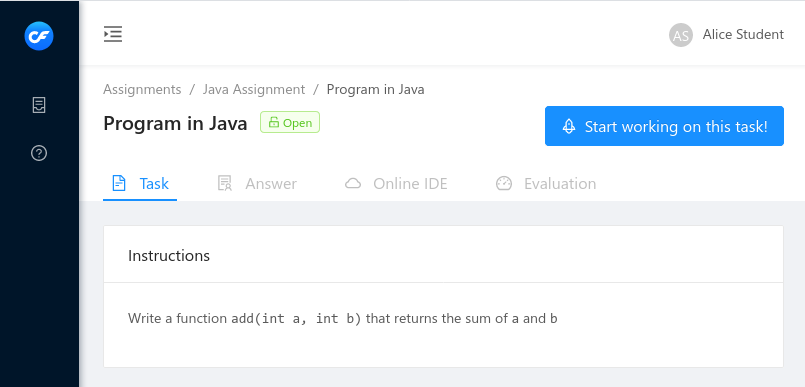 CF
AS Alice Student
Assignments / Java Assignment / Program in Java
Program in Java Open
Start working on this task!
Task Answer Online IDE Evaluation
Instructions
Write a function add(int a, int b) that returns the sum of a and b